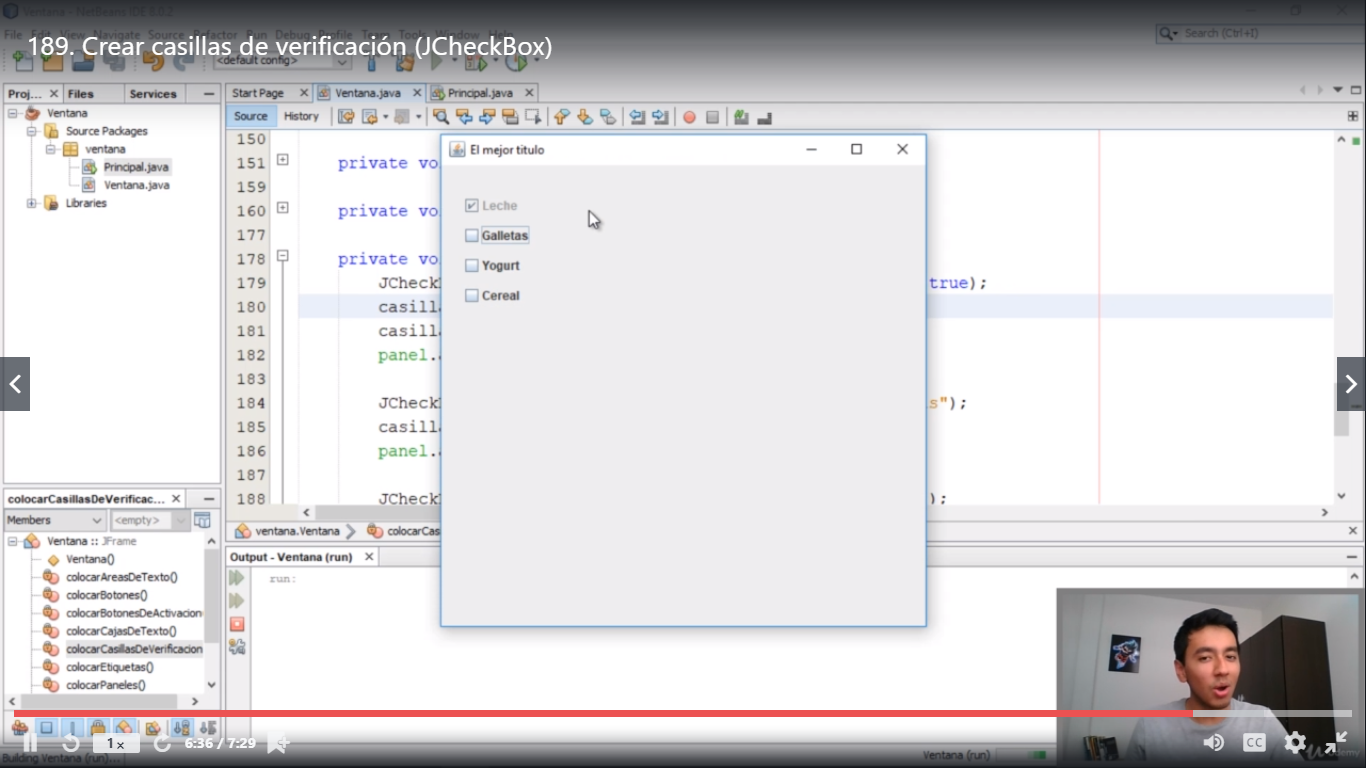 Ventana - NetBeans IDE 8.0.2
File Edit View Navigate Source Refactor Run Debug Profile Team Tools Window Help
189. Crear casillas de verificación (JCheckBox)
Search (Ctrl+I)
<default config>
Proj...
Files
Services
Start Page
Ventana.java
Principal.java
Source
History
Ventana
Source Packages
ventana
Principal.java
Ventana.java
Libraries
150
151 private vo
159
160 private vo
177
178 private vo
179 JCheck true);
180 casill
181 casill
182 panel.
183
184 JCheck s");
185 casill
186 panel.
187
188 JCheck );
El mejor titulo
Leche
Galletas
Yogurt
Cereal
colocarCasillasDeVerificac...
Members
<empty>
Ventana :: JFrame
Ventana()
colocarAreasDeTexto()
colocarBotones()
colocarBotonesDeActivacion
colocarCajasDeTexto()
colocarCasillasDeVerificacion
colocarEtiquetas()
colocarPaneles()
ventana.Ventana
colocarCas
Output - Ventana (run)
run:
1x
6:36 / 7:29
CC
Building Ventana (run)...
Ventana (run)